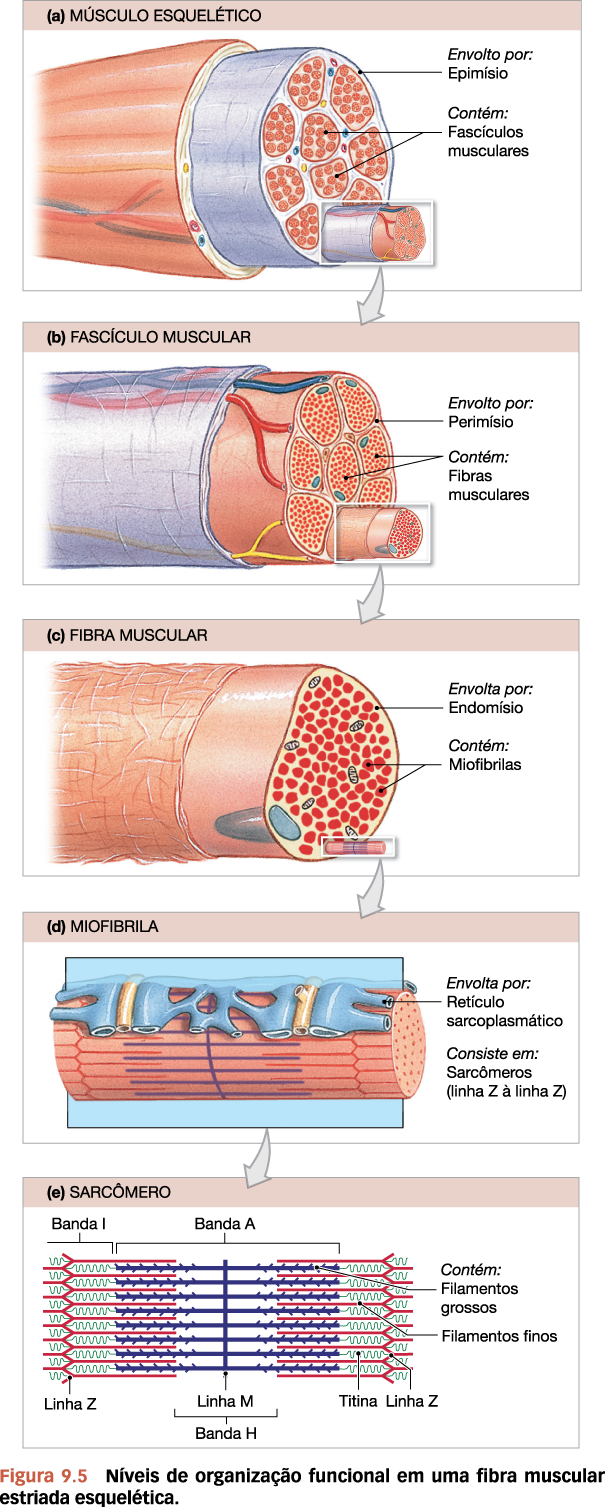 (a) MÚSCULO ESQUELÉTICO
Envolto por:
Epimísio
Contém:
Fascículos
musculares
(b) FASCÍCULO MUSCULAR
Envolto por:
Perimísio
Contém:
Fibras
musculares
(c) FIBRA MUSCULAR
Envolta por:
Endomísio
Contém:
Miofibrilas
(d) MIOFIBRILA
Envolta por:
Retículo
sarcoplasmático
Consiste em:
Sarcômeros
(linha Z à linha Z)
(e) SARCÔMERO
Banda I
Banda A
Contém:
Filamentos
grossos
Filamentos finos
Linha Z
Linha M
Titina
Linha Z
Banda H
Figura 9.5 Níveis de organização funcional em uma fibra muscular
estriada esquelética.